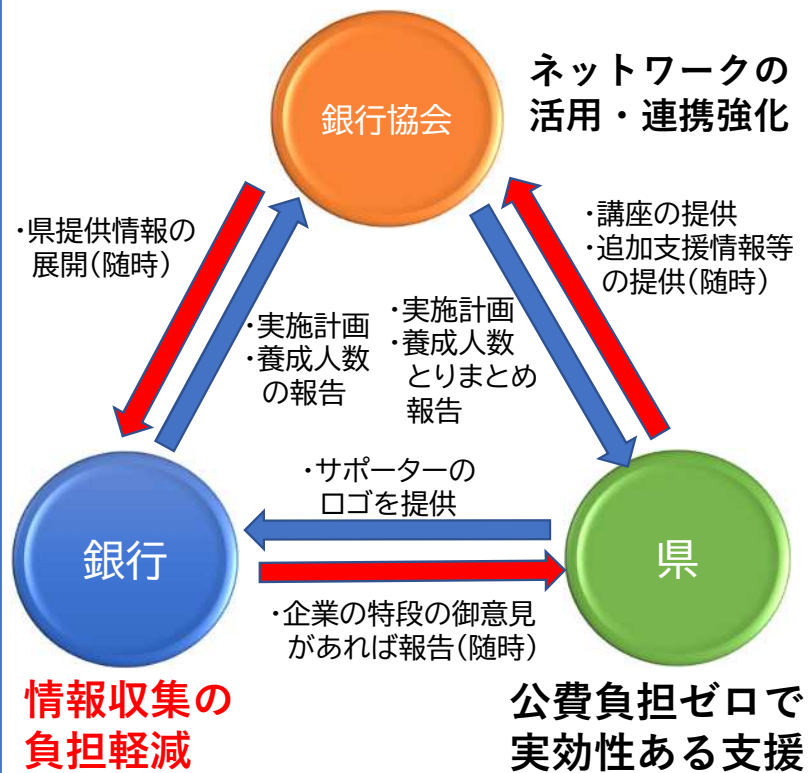 ネットワークの
活用・連携強化
銀行協会
・県提供情報の
展開(随時)
・講座の提供
・追加支援情報等
の提供(随時)
・実施計画
・養成人数
の報告
・実施計画
・養成人数
とりまとめ
報告
・サポーターの
ロゴを提供
銀行
県
・企業の特段の御意見
があれば報告(随時)
情報収集の
負担軽減
公費負担ゼロで
実効性ある支援